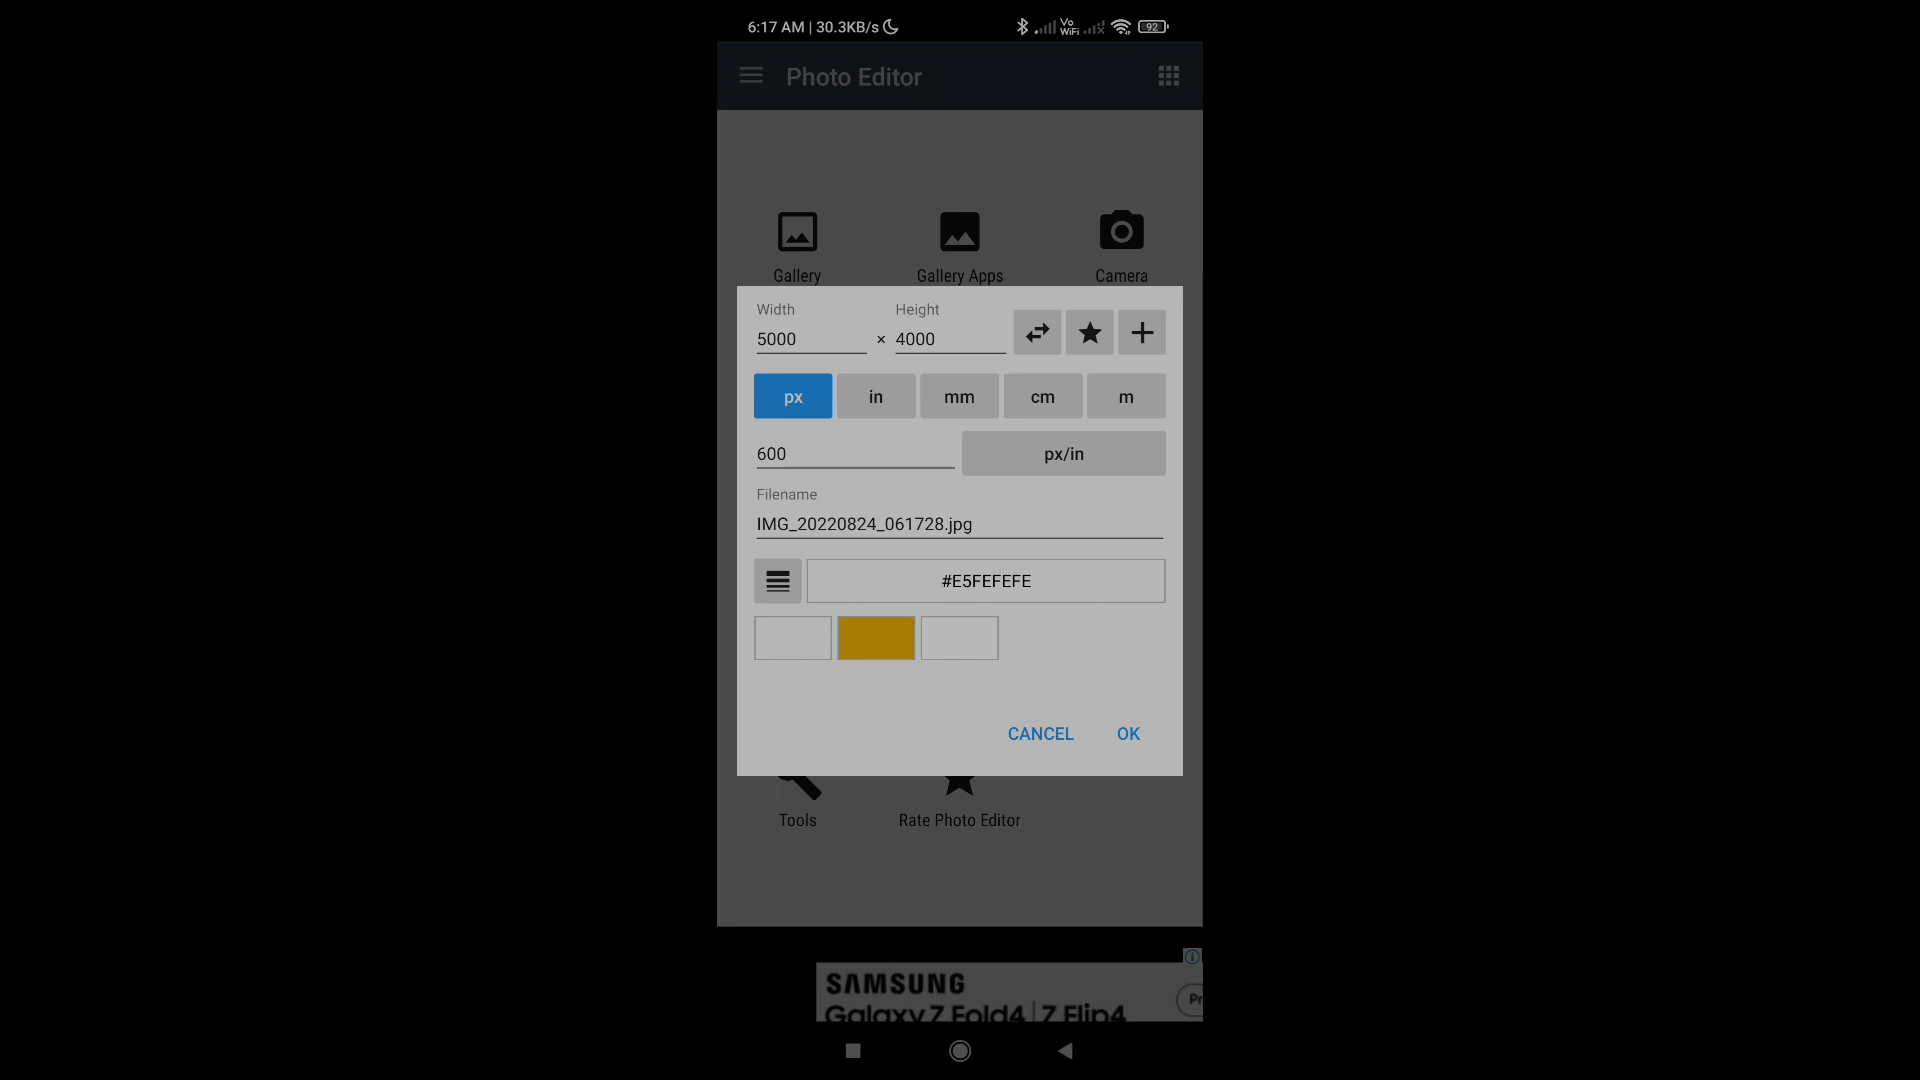 6:17 AM | 30.3KB/s
Vo
WiFi
92
Photo Editor
Gallery
Gallery Apps
Camera
Width
Height
5000
×
4000
px
in
mm
cm
m
600
px/in
Filename
IMG_20220824_061728.jpg
#E5FEFEFE
CANCEL
OK
Tools
Rate Photo Editor
SAMSUNG
Galaxy Z Fold4 | Z Flip4